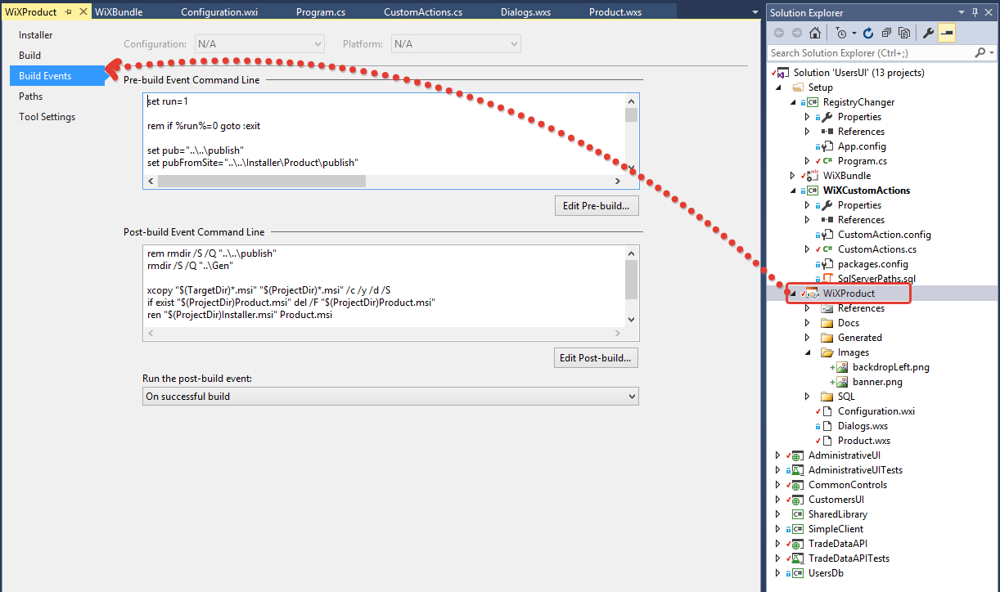 WiXProduct
WiXBundle
Configuration.wxi
Program.cs
CustomActions.cs
Dialogs.wxs
Product.wxs
Installer
Build
Build Events
Paths
Tool Settings
Configuration: N/A
Platform: N/A
Pre-build Event Command Line
set run=1
rem if %run%=0 goto :exit
set pub="..\..\publish"
set pubFromSite="..\..\Installer\Product\publish"
Edit Pre-build...
Post-build Event Command Line
rem rmdir /S /Q "..\..\publish"
rmdir /S /Q "..\Gen"
xcopy "$(TargetDir)*.msi" "$(ProjectDir)*.msi" /c /y /d /S
if exist "$(ProjectDir)Product.msi" del /F "$(ProjectDir)Product.msi"
ren "$(ProjectDir)Installer.msi" Product.msi
Edit Post-build...
Run the post-build event:
On successful build
Solution Explorer
Search Solution Explorer (Ctrl+;)
Solution 'UsersUI' (13 projects)
Setup
C# RegistryChanger
Properties
References
App.config
C# Program.cs
WiXBundle
C# WiXCustomActions
Properties
References
CustomAction.config
C# CustomActions.cs
packages.config
SqlServerPaths.sql
WiXProduct
References
Docs
Generated
Images
backdropLeft.png
banner.png
SQL
Configuration.wxi
Dialogs.wxs
Product.wxs
AdministrativeUI
AdministrativeUITests
CommonControls
CustomersUI
C# SharedLibrary
C# SimpleClient
TradeDataAPI
TradeDataAPITests
C# UsersDb